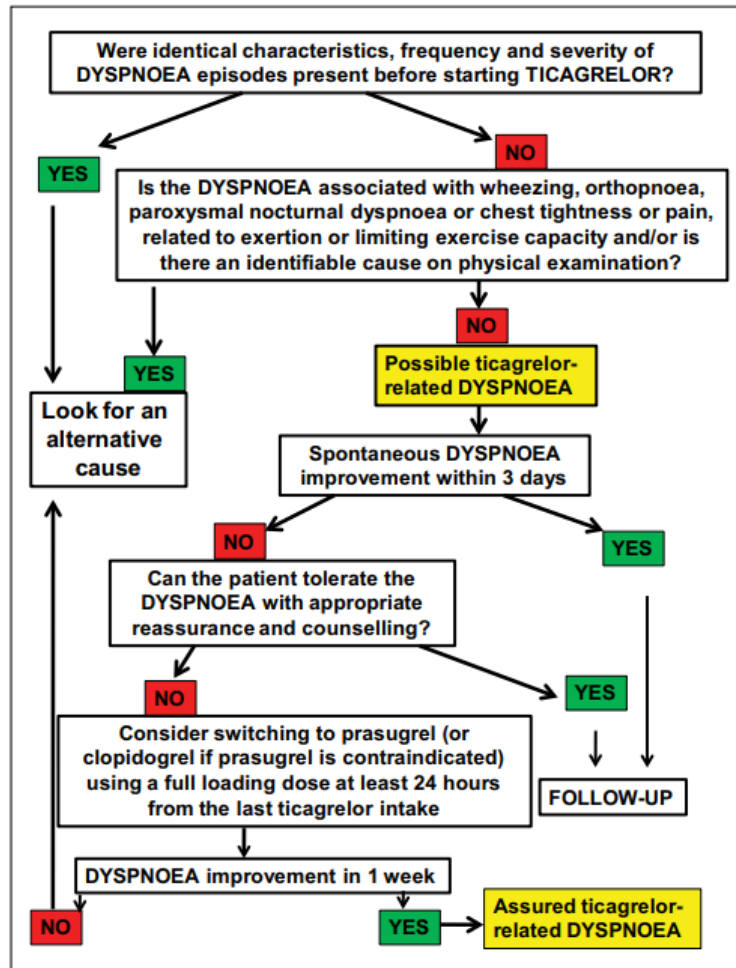 Were identical characteristics, frequency and severity of
DYSPNOEA episodes present before starting TICAGRELOR?
YES
NO
Is the DYSPNOEA associated with wheezing, orthopnoea,
paroxysmal nocturnal dyspnoea or chest tightness or pain,
related to exertion or limiting exercise capacity and/or is
there an identifiable cause on physical examination?
NO
YES
Possible ticagrelor-
related DYSPNOEA
Look for an
alternative
cause
Spontaneous DYSPNOEA
improvement within 3 days
NO
YES
Can the patient tolerate the
DYSPNOEA with appropriate
reassurance and counselling?
NO
YES
Consider switching to prasugrel (or
clopidogrel if prasugrel is contraindicated)
using a full loading dose at least 24 hours
from the last ticagrelor intake
FOLLOW-UP
DYSPNOEA improvement in 1 week
NO
YES
Assured ticagrelor-
related DYSPNOEA